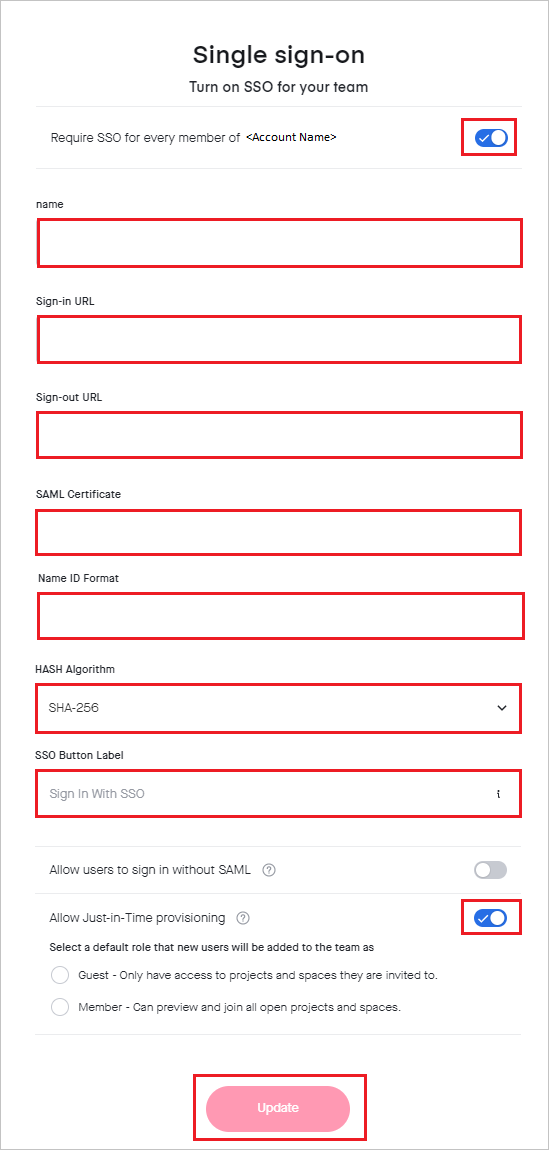 Single sign-on
Turn on SSO for your team
Require SSO for every member of <Account Name>
name
Sign-in URL
Sign-out URL
SAML Certificate
Name ID Format
HASH Algorithm
SHA-256
SSO Button Label
Sign In With SSO
Allow users to sign in without SAML ?
Allow Just-in-Time provisioning ?
Select a default role that new users will be added to the team as
Guest - Only have access to projects and spaces they are invited to.
Member - Can preview and join all open projects and spaces.
Update